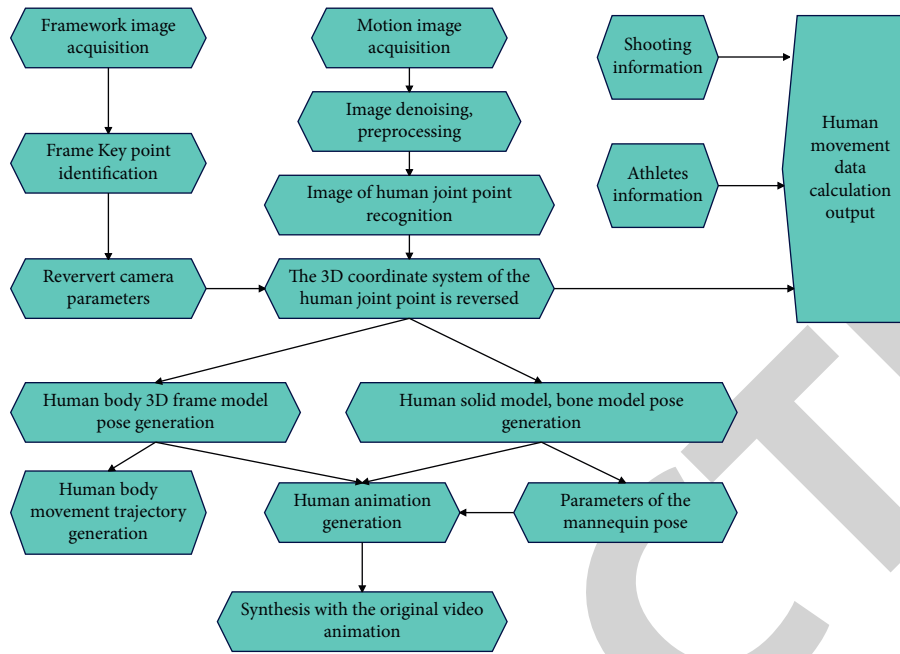 Framework image
acquisition
Motion image
acquisition
Shooting
information
Image denoising,
preprocessing
Human
movement
data
calculation
output
Frame Key point
identification
Athletes
information
Image of human joint point
recognition
Reververt camera
parameters
The 3D coordinate system of the
human joint point is reversed
Human body 3D frame model
pose generation
Human solid model, bone model pose
generation
Human body
movement trajectory
generation
Human animation
generation
Parameters of the
mannequin pose
Synthesis with the original video
animation